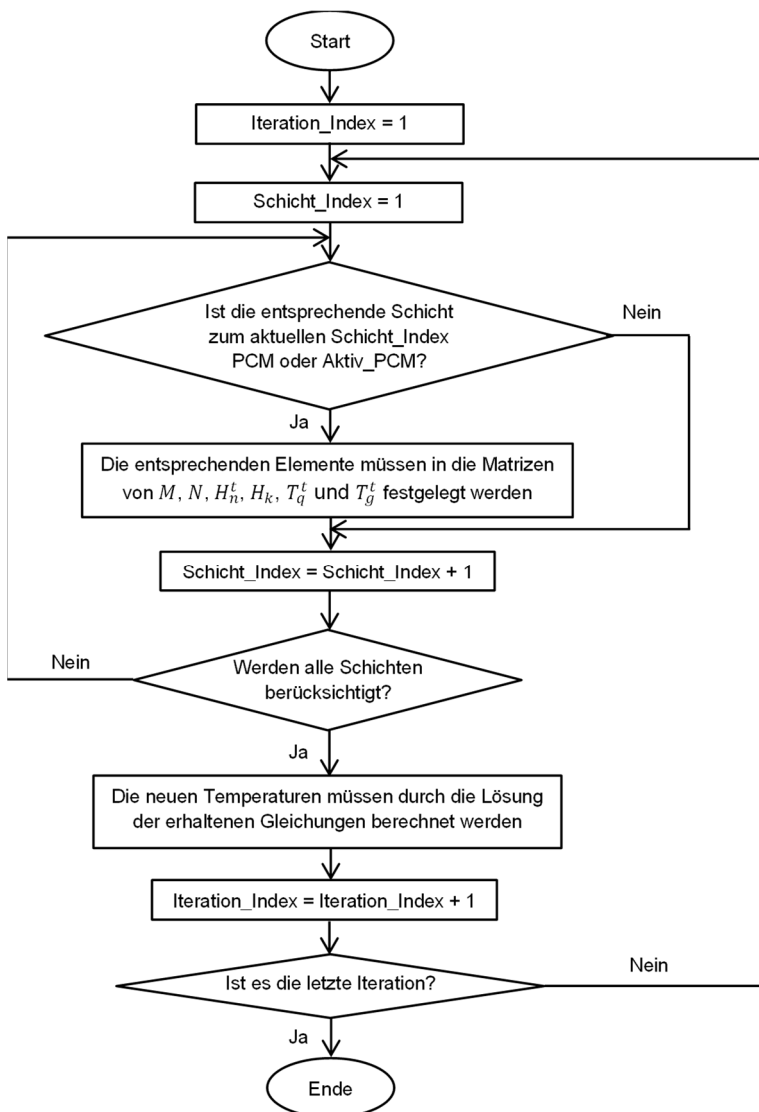 Start
Iteration_Index = 1
Schicht_Index = 1
Ist die entsprechende Schicht
zum aktuellen Schicht_Index
PCM oder Aktiv_PCM?
Nein
Ja
Die entsprechenden Elemente müssen in die Matrizen
von M, N, H_n^t, H_k, T_q^t und T_g^t festgelegt werden
Schicht_Index = Schicht_Index + 1
Nein
Werden alle Schichten
berücksichtigt?
Ja
Die neuen Temperaturen müssen durch die Lösung
der erhaltenen Gleichungen berechnet werden
Iteration_Index = Iteration_Index + 1
Ist es die letzte Iteration?
Nein
Ja
Ende